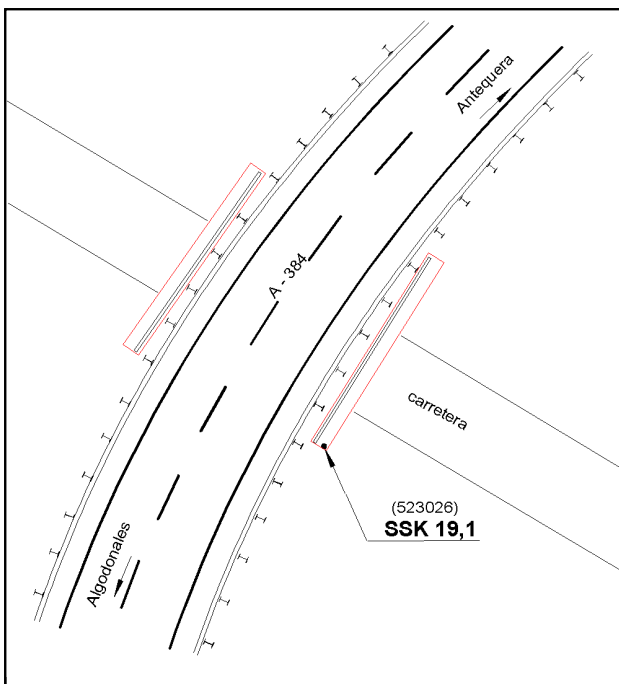 Antequera
A - 384
carretera
(523026)
SSK 19,1
Algodonales